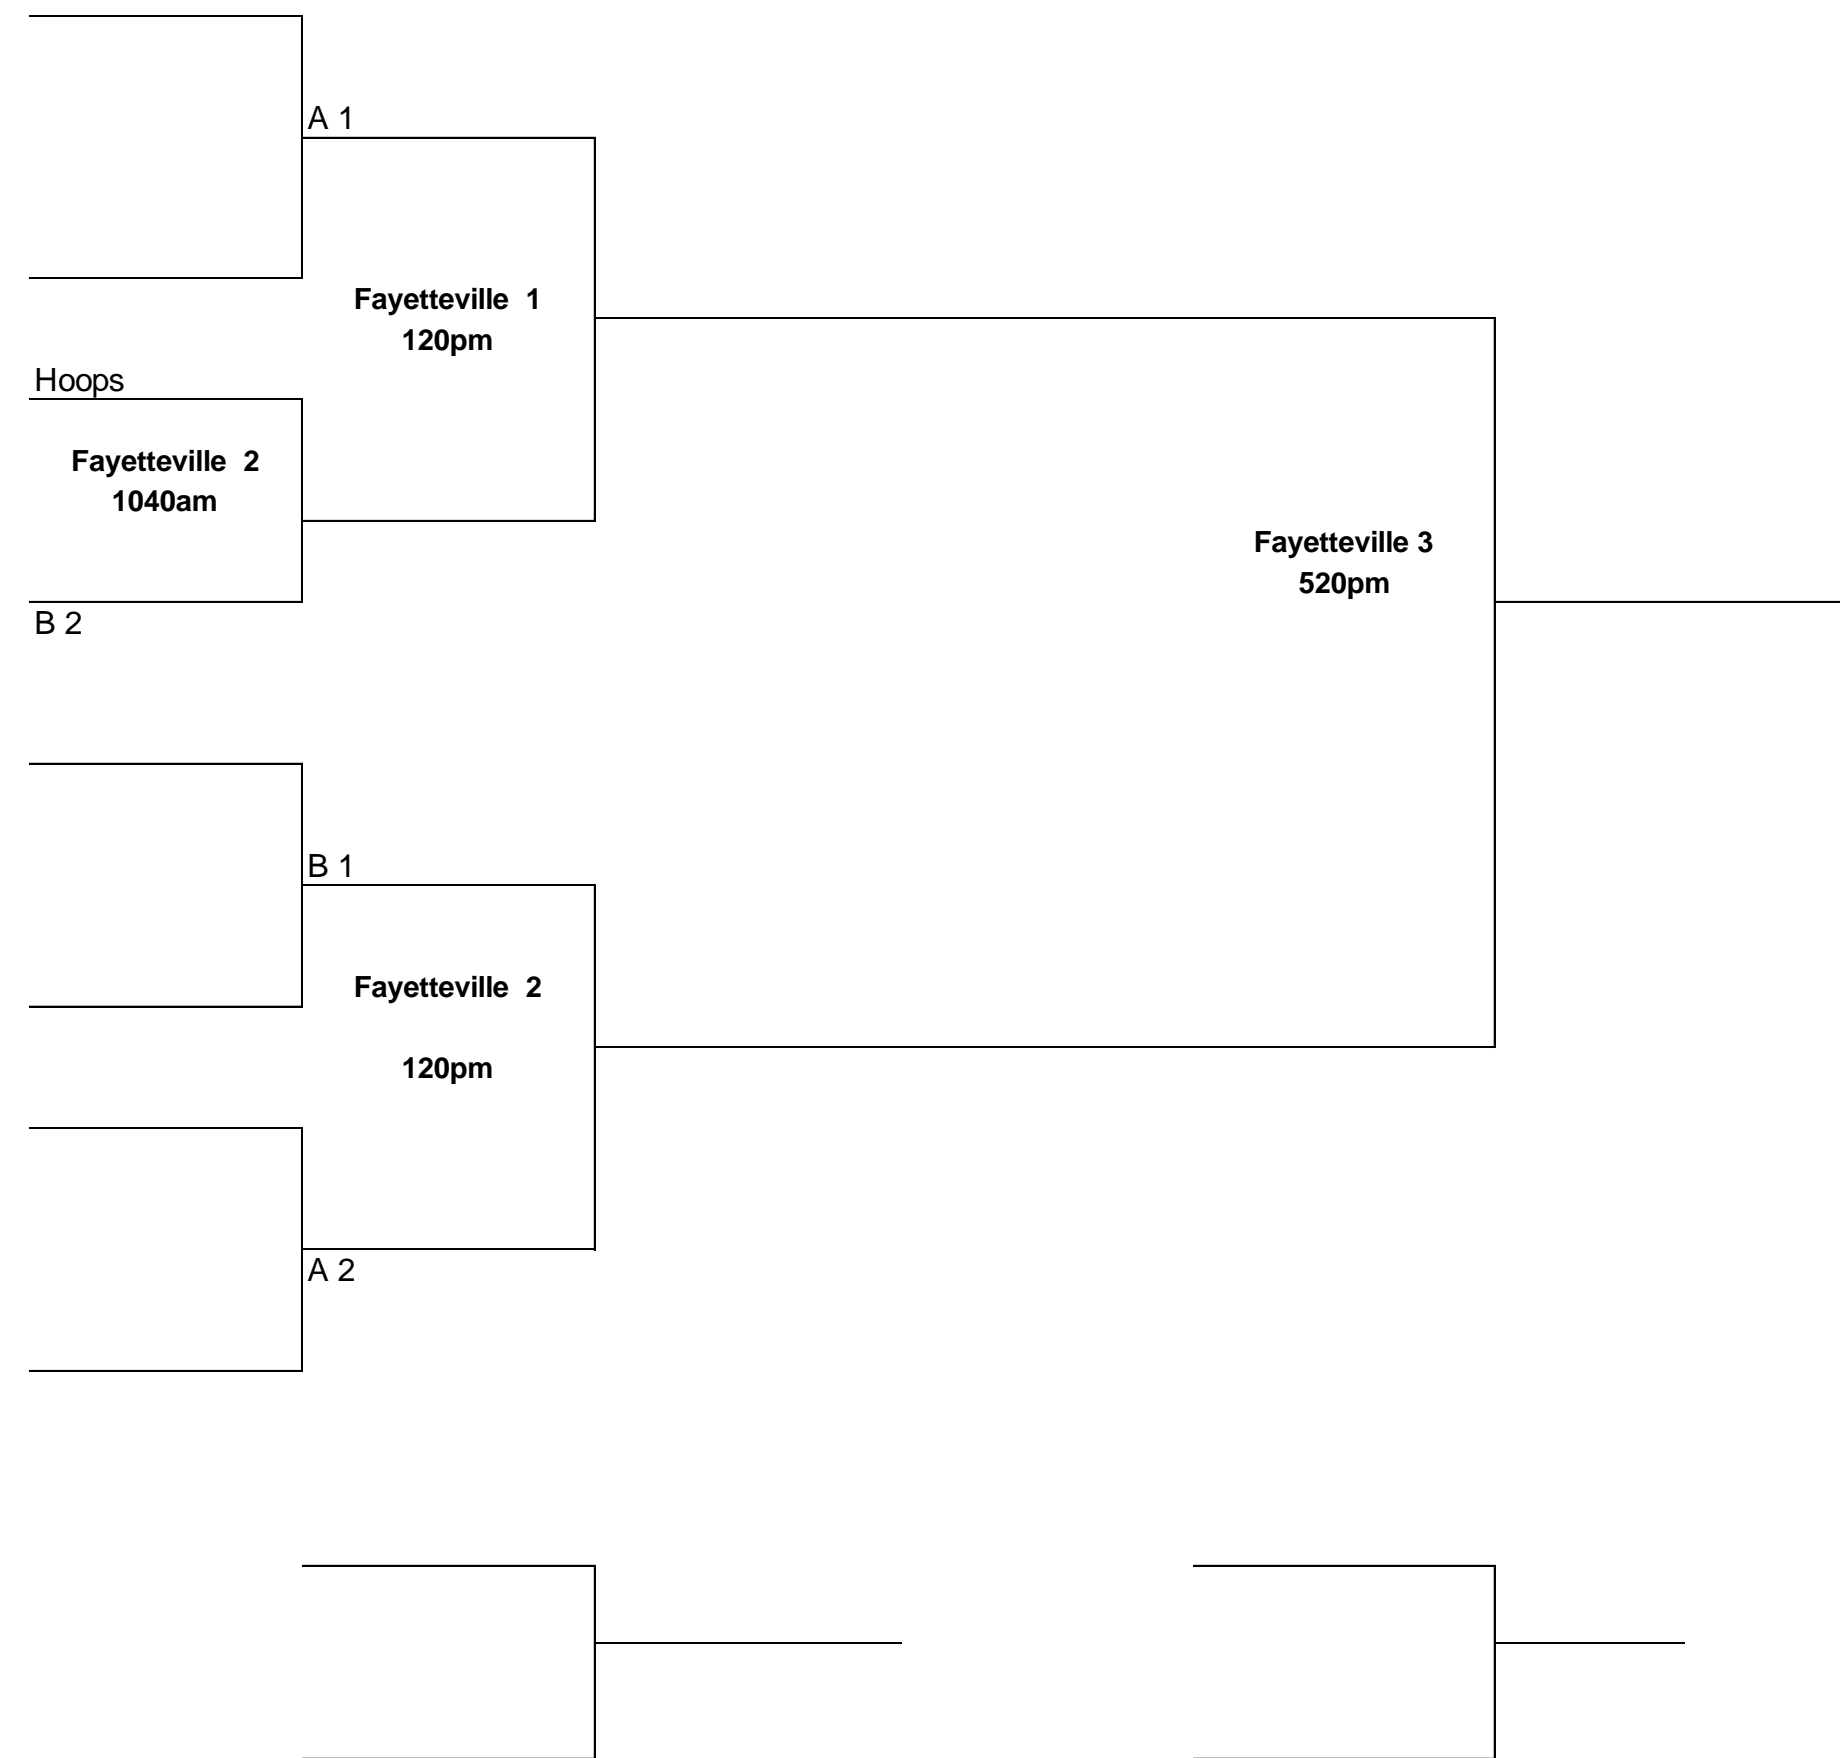 A 1
Fayetteville  1
120pm
Hoops
Fayetteville  2
1040am
Fayetteville 3
520pm
B 2
B 1
Fayetteville  2
120pm
A 2